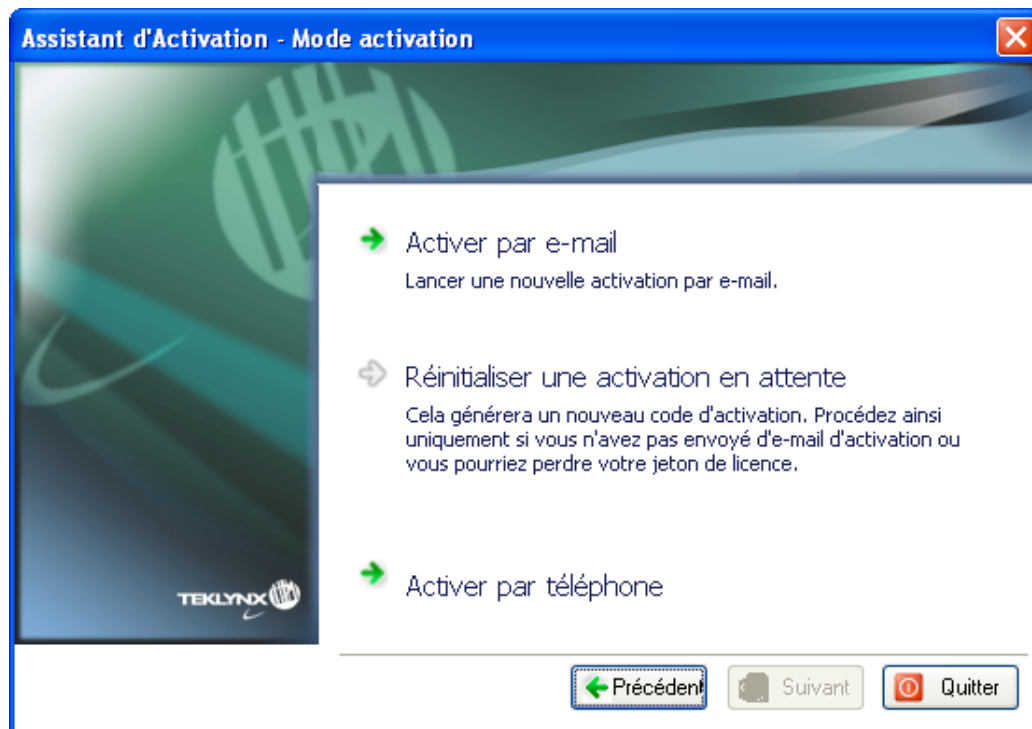 Assistant d'Activation - Mode activation
Activer par e-mail
Lancer une nouvelle activation par e-mail.
Réinitialiser une activation en attente
Cela générera un nouveau code d'activation. Procédez ainsi
uniquement si vous n'avez pas envoyé d'e-mail d'activation ou
vous pourriez perdre votre jeton de licence.
Activer par téléphone
TEKLYNX
Précédent Suivant Quitter